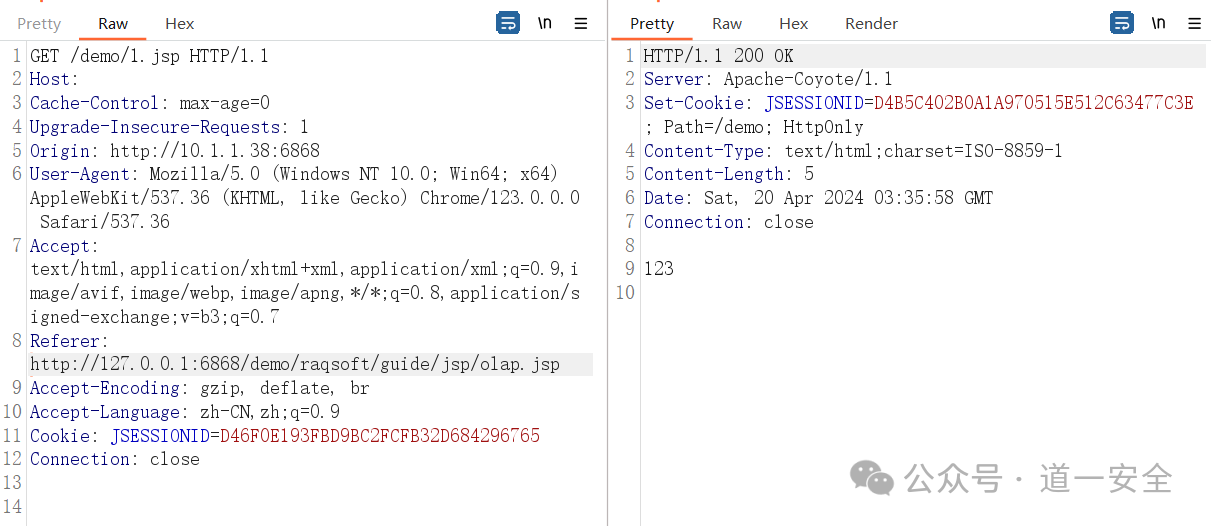 Pretty Raw Hex \n
1 GET /demo/1.jsp HTTP/1.1
2 Host:
3 Cache-Control: max-age=0
4 Upgrade-Insecure-Requests: 1
5 Origin: http://10.1.1.38:6868
6 User-Agent: Mozilla/5.0 (Windows NT 10.0; Win64; x64)
AppleWebKit/537.36 (KHTML, like Gecko) Chrome/123.0.0.0
Safari/537.36
7 Accept:
text/html,application/xhtml+xml,application/xml;q=0.9,i
mage/avif,image/webp,image/apng,*/*;q=0.8,application/s
igned-exchange;v=b3;q=0.7
8 Referer:
http://127.0.0.1:6868/demo/raqsoft/guide/jsp/olap.jsp
9 Accept-Encoding: gzip, deflate, br
10 Accept-Language: zh-CN,zh;q=0.9
11 Cookie: JSESSIONID=D46F0E193FBD9BC2FCFB32D684296765
12 Connection: close
13
14
Pretty Raw Hex Render \n
1 HTTP/1.1 200 OK
2 Server: Apache-Coyote/1.1
3 Set-Cookie: JSESSIONID=D4B5C402B0A1A970515E512C63477C3E
; Path=/demo; HttpOnly
4 Content-Type: text/html;charset=ISO-8859-1
5 Content-Length: 5
6 Date: Sat, 20 Apr 2024 03:35:58 GMT
7 Connection: close
8
9 123
10
公众号 · 道一安全